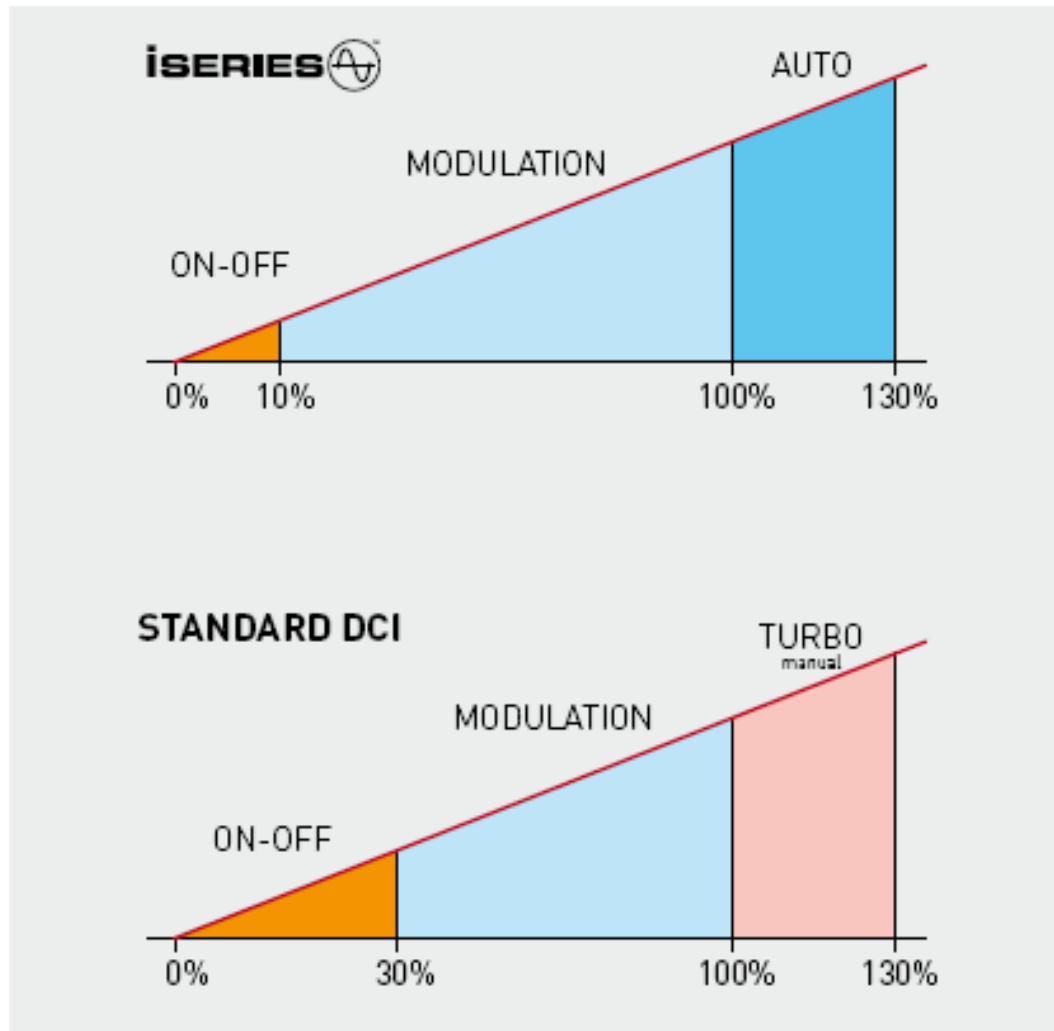 iSERIES™
AUTO
MODULATION
ON-OFF
0% 10% 100% 130%
STANDARD DCI
TURBO
manual
MODULATION
ON-OFF
0% 30% 100% 130%